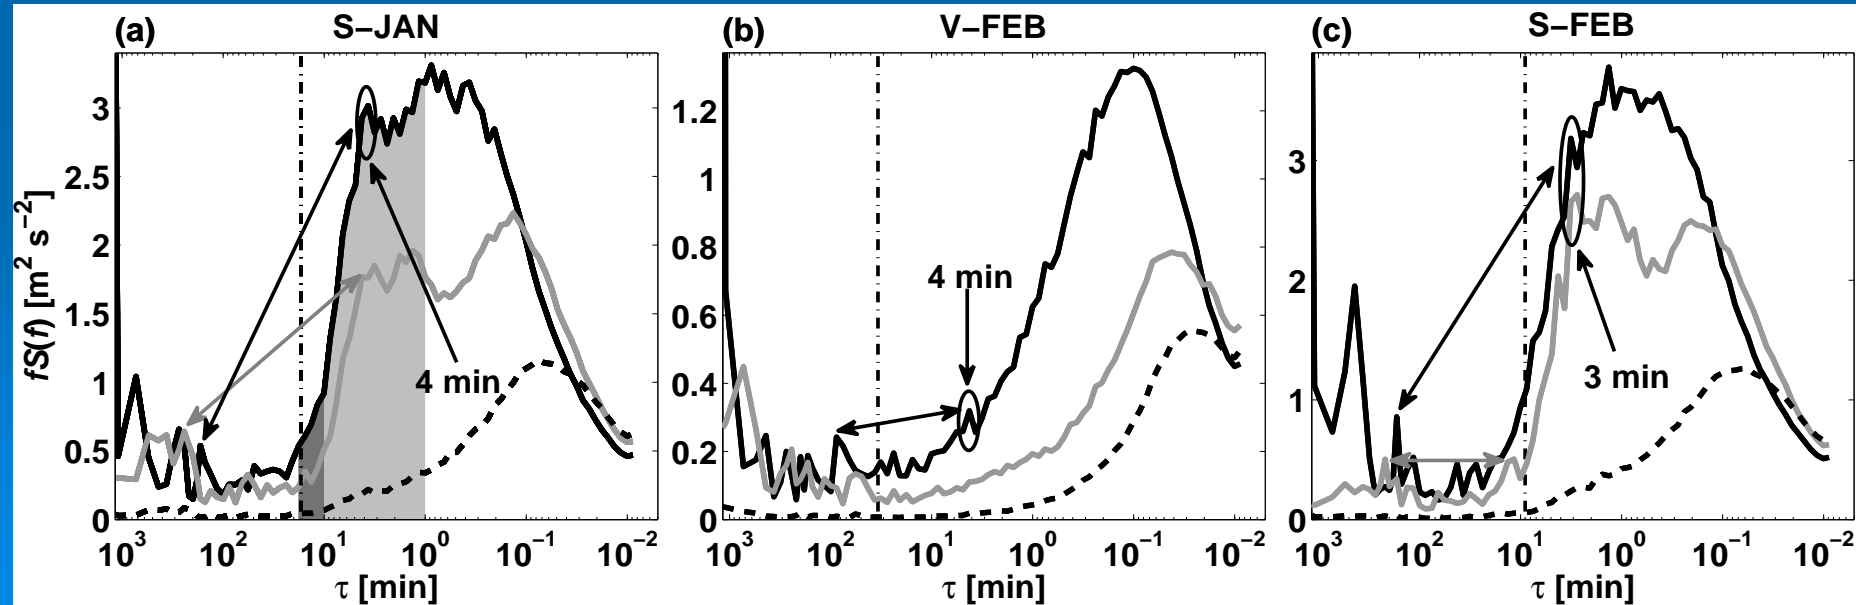 (a) S–JAN
(b) V–FEB
(c) S–FEB
fS(f) [m² s⁻²]
3
2.5
2
1.5
1
0.5
0
4 min
10³ 10² 10¹ 10⁰ 10⁻¹ 10⁻²
τ [min]
1.2
1
0.8
0.6
0.4
0.2
0
4 min
10³ 10² 10¹ 10⁰ 10⁻¹ 10⁻²
τ [min]
3
2
1
0
3 min
10³ 10² 10¹ 10⁰ 10⁻¹ 10⁻²
τ [min]